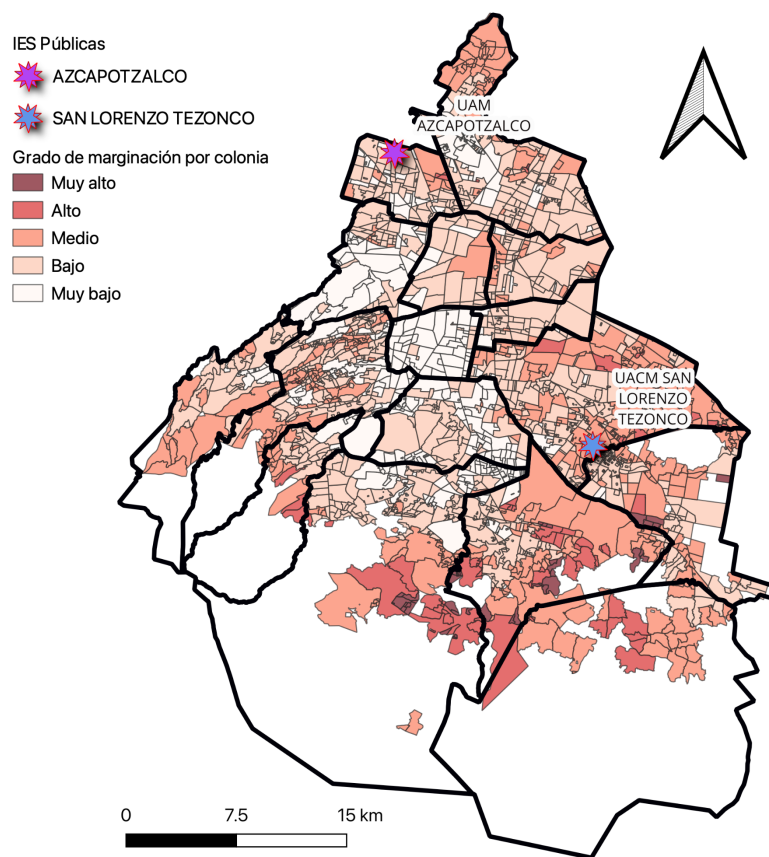 IES Públicas
AZCAPOTZALCO
SAN LORENZO TEZONCO
Grado de marginación por colonia
Muy alto
Alto
Medio
Bajo
Muy bajo
UAM
AZCAPOTZALCO
UACM SAN
LORENZO
TEZONCO
0 7.5 15 km